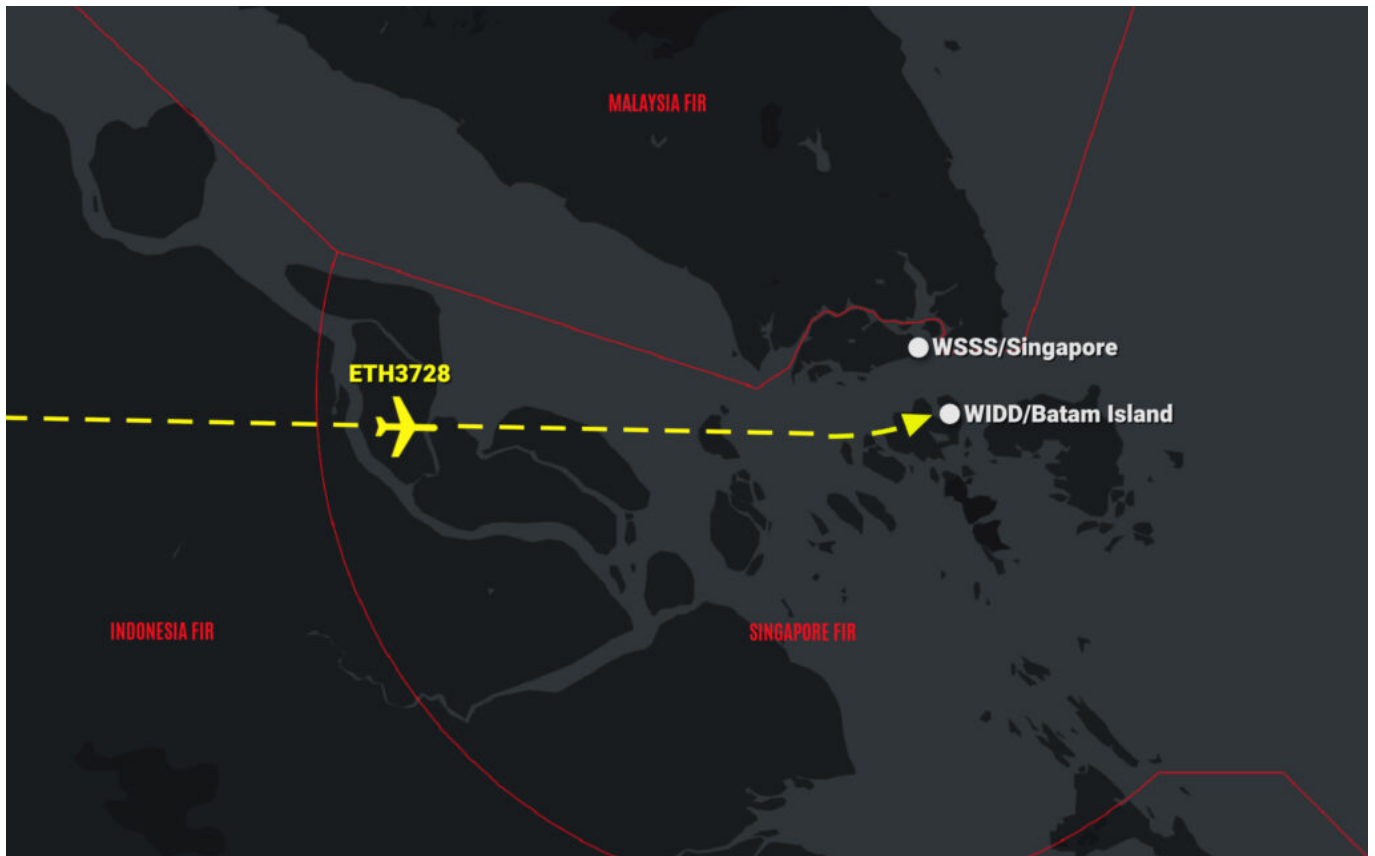 MALAYSIA FIR
WSSS/Singapore
ETH3728
WIDD/Batam Island
INDONESIA FIR
SINGAPORE FIR